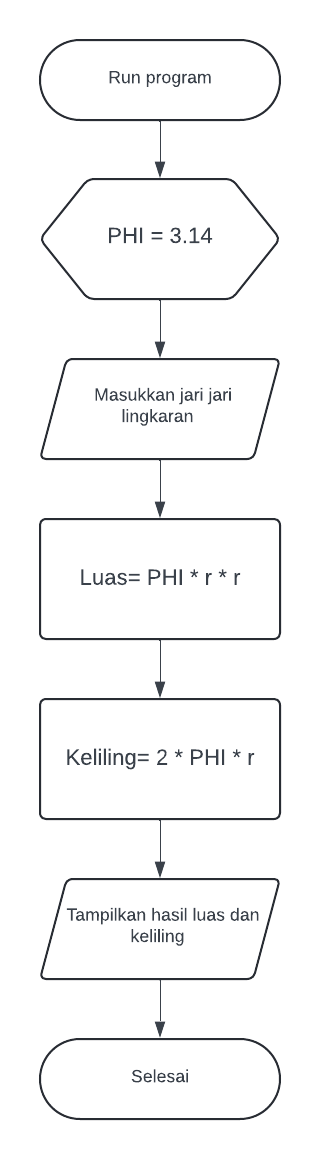 Run program
PHI = 3.14
Masukkan jari jari
lingkaran
Luas= PHI * r * r
Keliling= 2 * PHI * r
Tampilkan hasil luas dan
keliling
Selesai